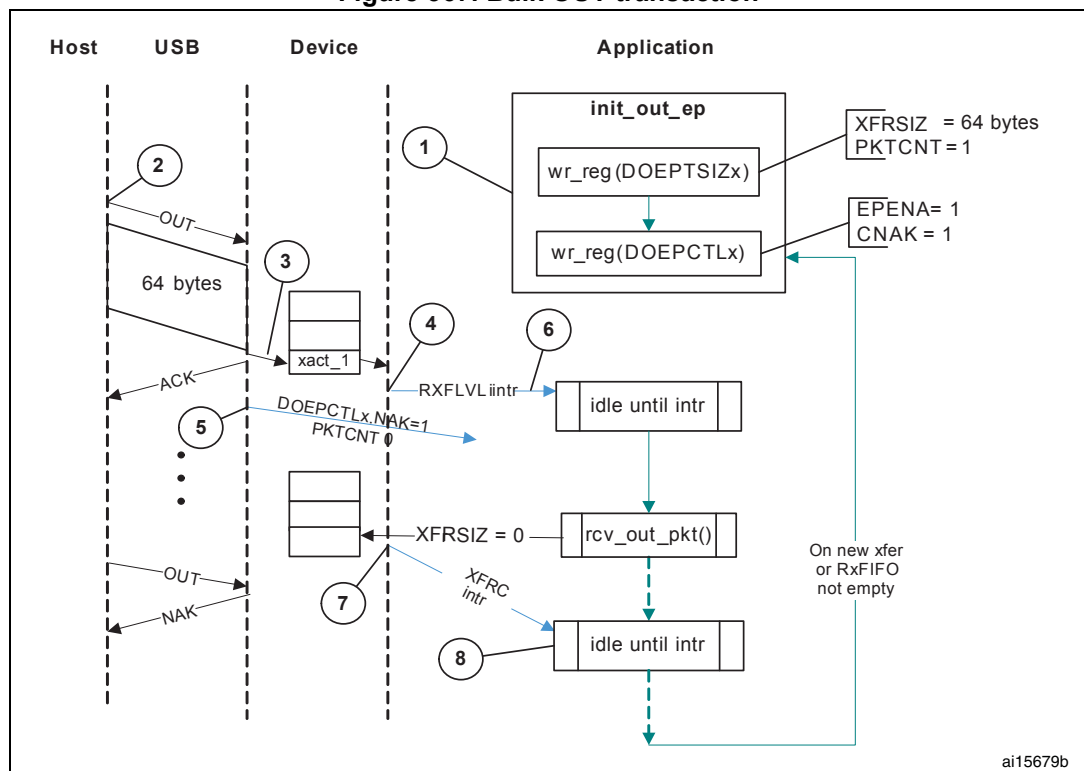 Host USB Device Application
init_out_ep
1
wr_reg(DOEPTSIZx)
XFRSIZ = 64 bytes
PKTCNT = 1
wr_reg(DOEPCTLx)
EPENA= 1
CNAK = 1
2
OUT
64 bytes
3
xact_1
4
6
ACK
RXFLVL iintr
idle until intr
5
DOEPCTLx.NAK=1
PKTCNT 0
XFRSIZ = 0
rcv_out_pkt()
On new xfer
or RxFIFO
not empty
OUT
NAK
7
XFRC
intr
8
idle until intr
ai15679b